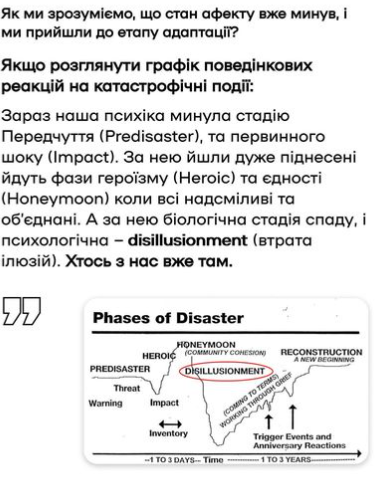 Як ми зрозуміємо, що стан афекту вже минув, і
ми прийшли до етапу адаптації?
Якщо розглянути графік поведінкових
реакцій на катастрофічні події:
Зараз наша психіка минула стадію
Передчуття (Predisaster), та первинного
шоку (Impact). За нею йшли дуже піднесені
йдуть фази героїзму (Heroic) та єдності
(Honeymoon) коли всі надсміливі та
об'єднані. А за нею біологічна стадія спаду, і
психологічна – disillusionment (втрата
ілюзій). Хтось з нас вже там.
Phases of Disaster
HONEYMOON
(COMMUNITY COHESION)
HEROIC
RECONSTRUCTION
A NEW BEGINNING
PREDISASTER
DISILLUSIONMENT
Threat
Warning
Impact
(COMING TO TERMS)
WORKING THROUGH GRIEF
Inventory
Trigger Events and
Anniversary Reactions
--1 TO 3 DAYS-- Time ----------- 1 TO 3 YEARS-----------